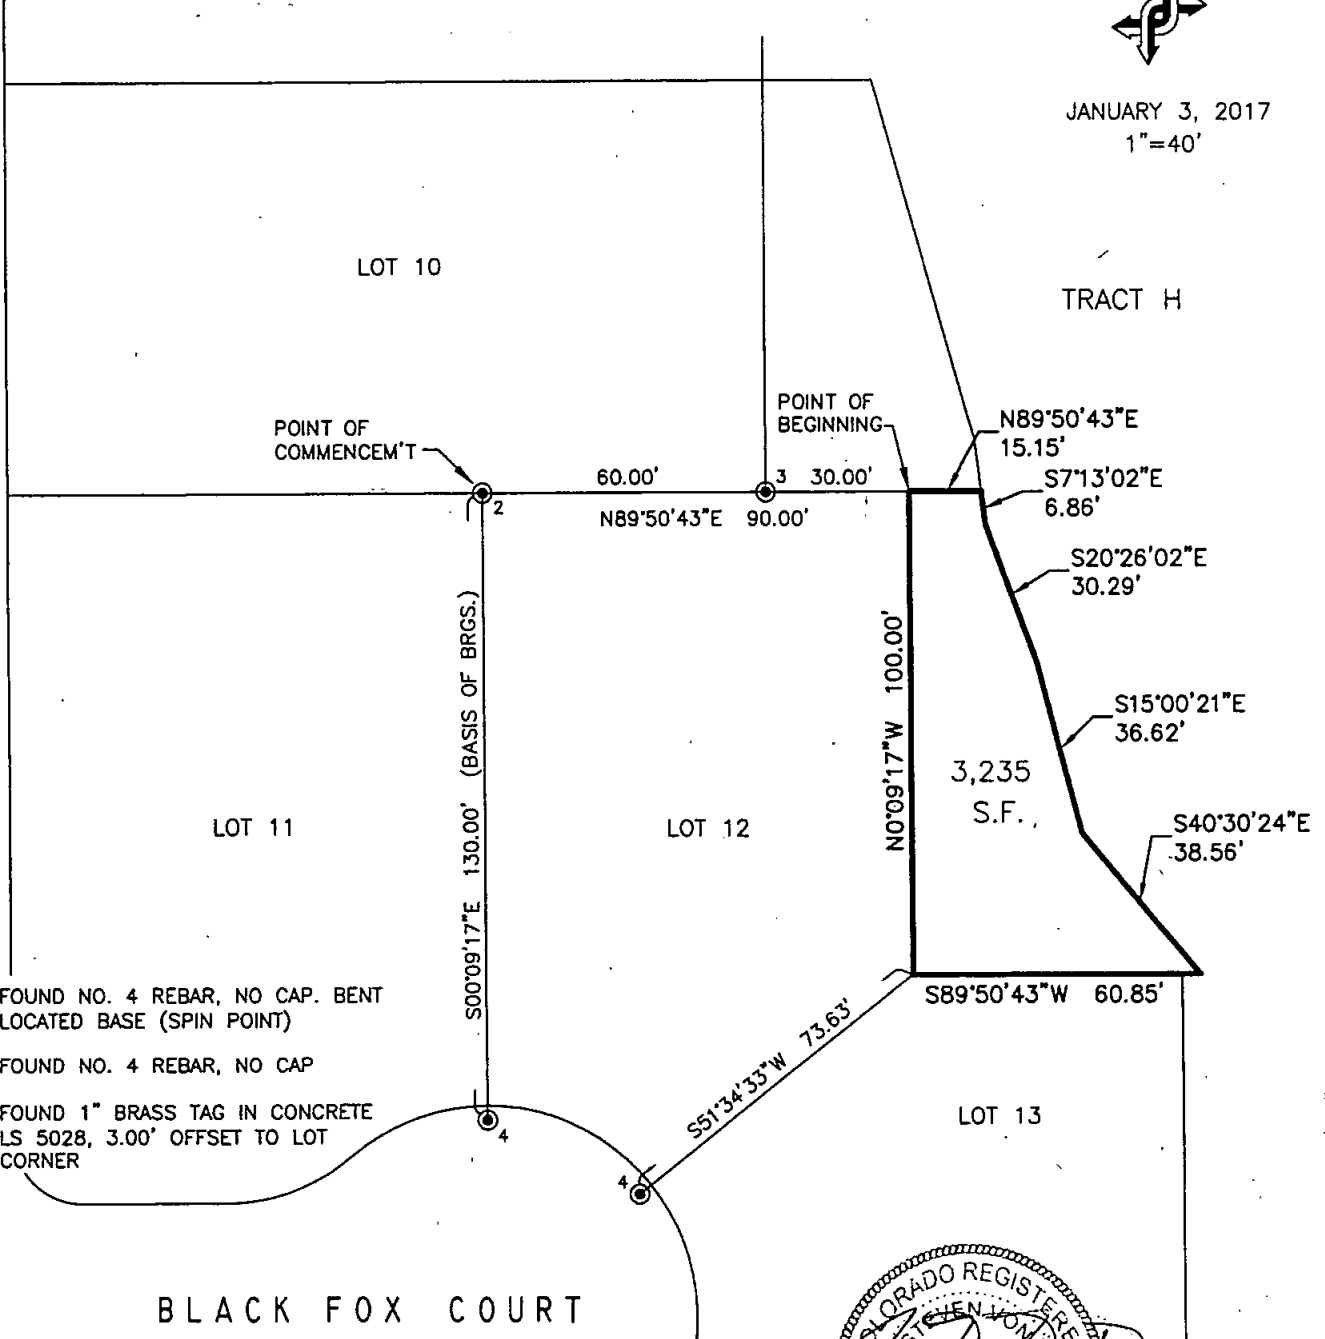 JANUARY 3, 2017
1"=40'
LOT 10
TRACT H
POINT OF
COMMENCEM'T
POINT OF
BEGINNING
N89°50'43"E
15.15'
60.00'
3
30.00'
S7°13'02"E
6.86'
2
N89°50'43"E 90.00'
S20°26'02"E
30.29'
S00°09'17"E 130.00' (BASIS OF BRGS.)
N0°09'17"W 100.00'
S15°00'21"E
36.62'
3,235
S.F.
LOT 11
LOT 12
S40°30'24"E
38.56'
S89°50'43"W 60.85'
FOUND NO. 4 REBAR, NO CAP. BENT
LOCATED BASE (SPIN POINT)
FOUND NO. 4 REBAR, NO CAP
FOUND 1" BRASS TAG IN CONCRETE
LS 5028, 3.00' OFFSET TO LOT
CORNER
S51°34'33"W 73.63'
LOT 13
4
4
BLACK FOX COURT
COLORADO REGISTERE
STEVEN VON